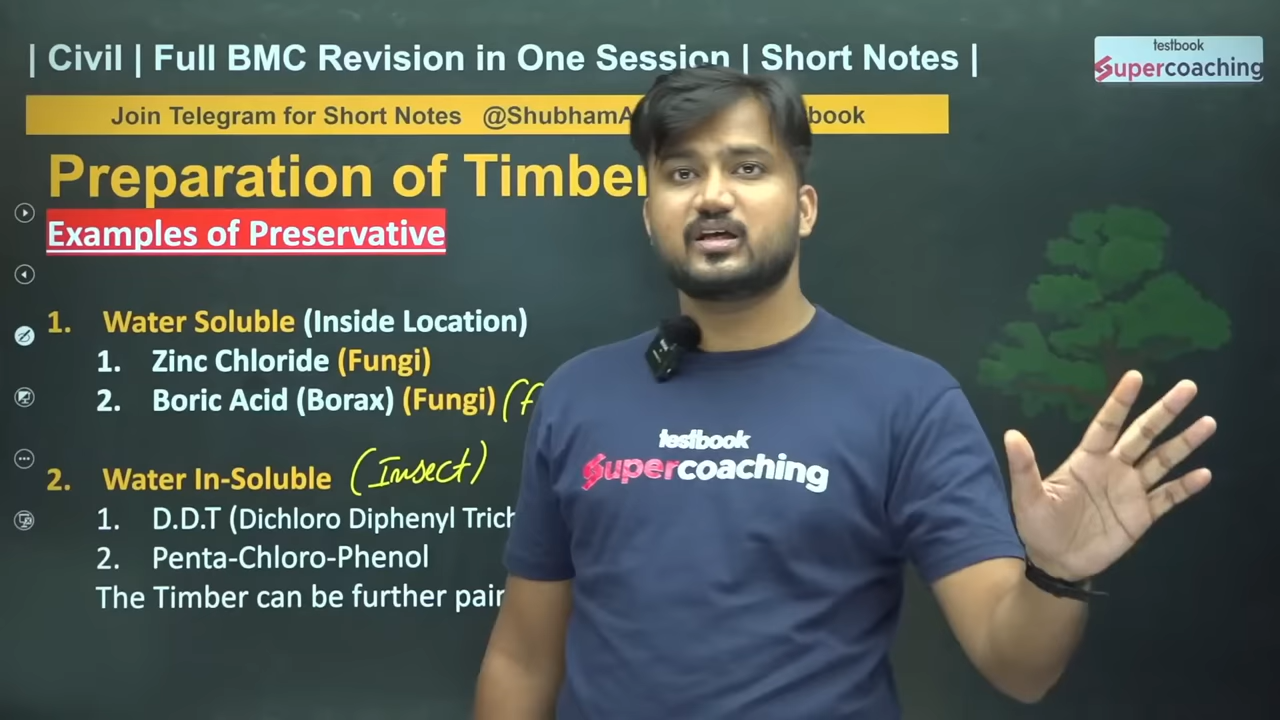 | Civil | Full BMC Revision in One Session | Short Notes |
testbook
Supercoaching
Join Telegram for Short Notes @ShubhamA book
Preparation of Timber
Examples of Preservative
1. Water Soluble (Inside Location)
1. Zinc Chloride (Fungi)
2. Boric Acid (Borax) (Fungi) (f
2. Water In-Soluble (Insect)
1. D.D.T (Dichloro Diphenyl Trich
2. Penta-Chloro-Phenol
The Timber can be further pain
testbook
Supercoaching